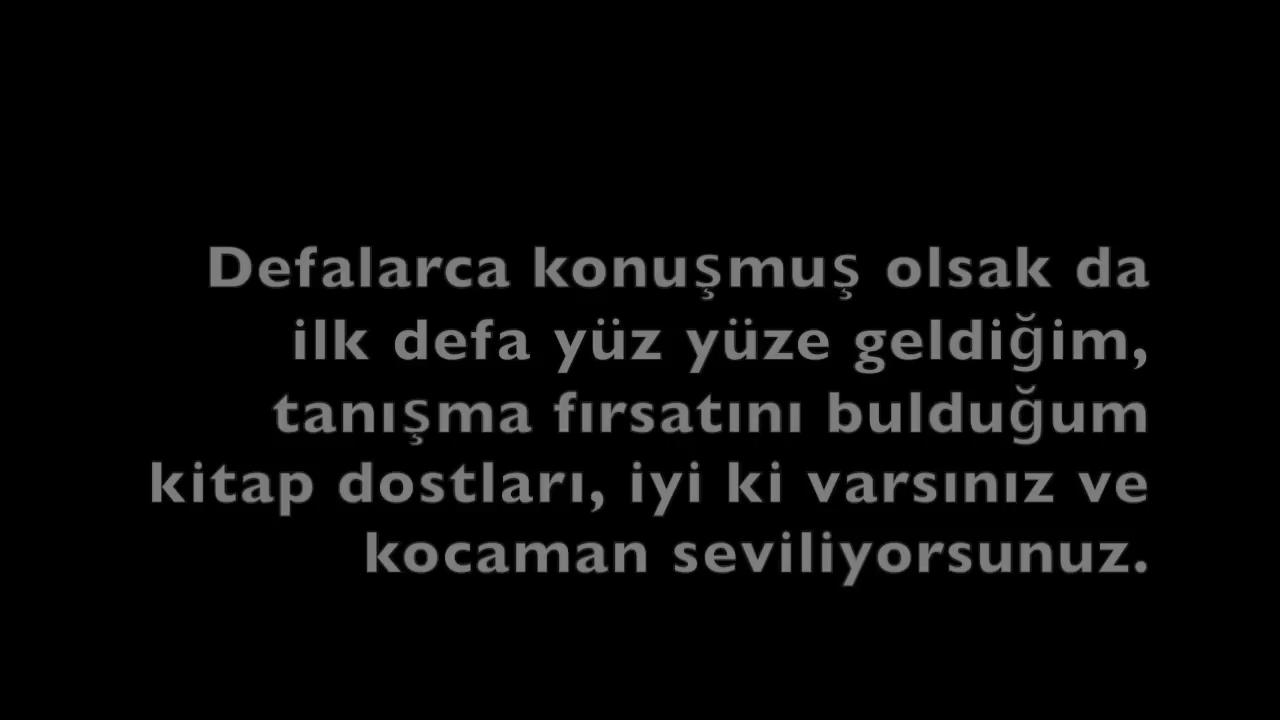 Defalarca konuşmuş olsak da
ilk defa yüz yüze geldiğim,
tanışma fırsatını bulduğum
kitap dostları, iyi ki varsınız ve
kocaman seviliyorsunuz.